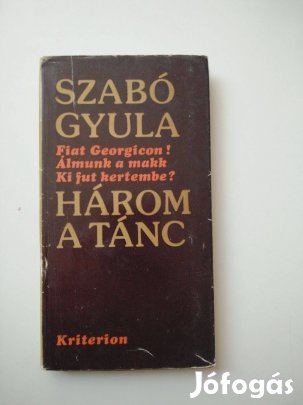 SZABÓ
GYULA
Fiat Georgicon!
Álmunk a makk
Ki fut kertembe?
HÁROM
A TÁNC
Kriterion
Jófogás